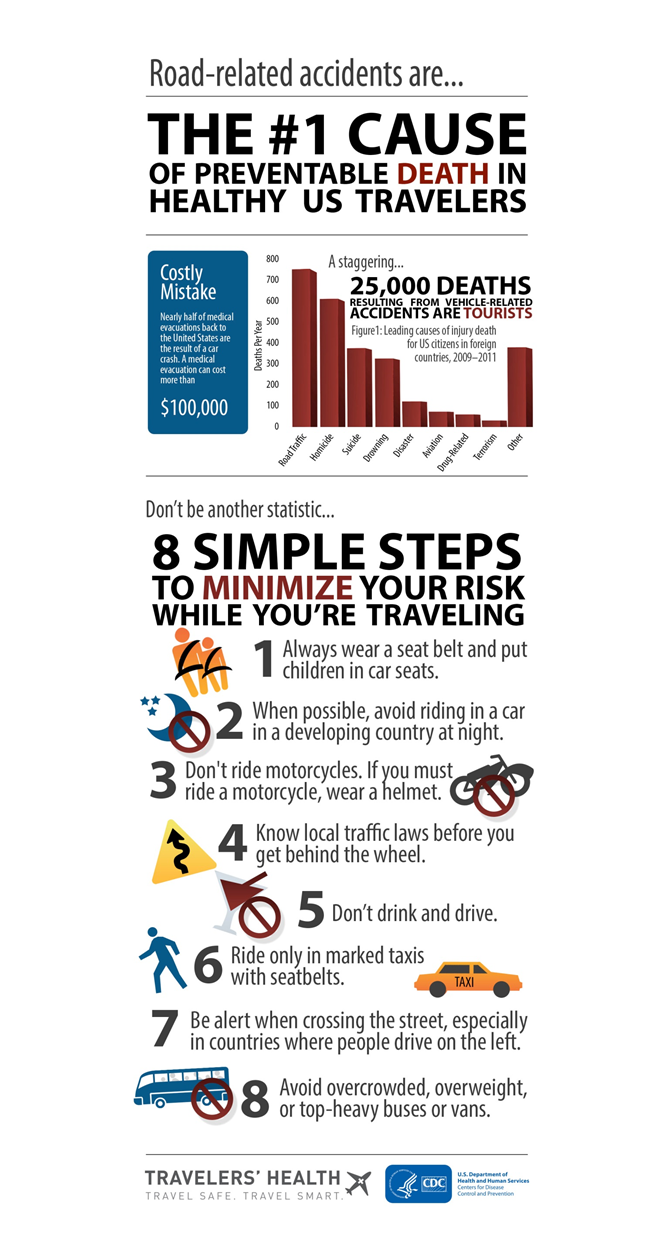 Road-related accidents are...
THE #1 CAUSE
OF PREVENTABLE DEATH IN
HEALTHY US TRAVELERS
Costly
Mistake
Nearly half of medical
evacuations back to
the United States are
the result of a car
crash. A medical
evacuation can cost
more than
$100,000
A staggering...
25,000 DEATHS
RESULTING FROM VEHICLE-RELATED
ACCIDENTS ARE TOURISTS
Figure1: Leading causes of injury death
for US citizens in foreign
countries, 2009–2011
Deaths Per Year
800
700
600
500
400
300
200
100
0
Road Traffic
Homicide
Suicide
Drowning
Disaster
Aviation
Drug-Related
Terrorism
Other
Don't be another statistic...
8 SIMPLE STEPS
TO MINIMIZE YOUR RISK
WHILE YOU'RE TRAVELING
1 Always wear a seat belt and put
children in car seats.
2 When possible, avoid riding in a car
in a developing country at night.
3 Don't ride motorcycles. If you must
ride a motorcycle, wear a helmet.
4 Know local traffic laws before you
get behind the wheel.
5 Don't drink and drive.
6 Ride only in marked taxis
with seatbelts.
TAXI
7 Be alert when crossing the street, especially
in countries where people drive on the left.
8 Avoid overcrowded, overweight,
or top-heavy buses or vans.
TRAVELERS' HEALTH
TRAVEL SAFE. TRAVEL SMART.
CDC
U.S. Department of
Health and Human Services
Centers for Disease
Control and Prevention